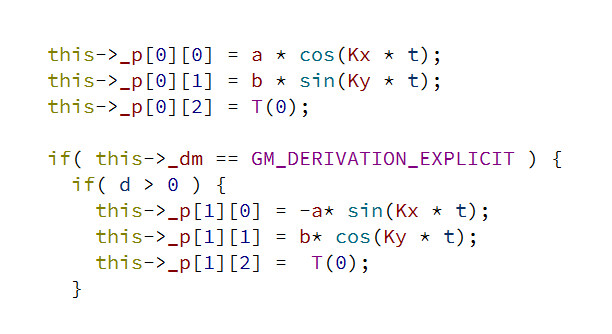 this->_p[0][0] = a * cos(Kx * t);
this->_p[0][1] = b * sin(Ky * t);
this->_p[0][2] = T(0);

if( this->_dm == GM_DERIVATION_EXPLICIT ) {
  if( d > 0 ) {
    this->_p[1][0] = -a* sin(Kx * t);
    this->_p[1][1] = b* cos(Ky * t);
    this->_p[1][2] =  T(0);
  }